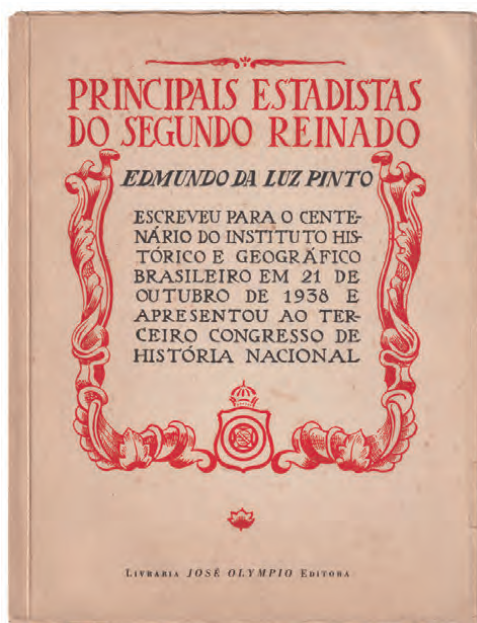 PRINCIPAIS ESTADISTAS
DO SEGUNDO REINADO
EDMUNDO DA LUZ PINTO
ESCREVEU PARA O CENTE-
NÁRIO DO INSTITUTO HIS-
TÓRICO E GEOGRÁFICO
BRASILEIRO EM 21 DE
OUTUBRO DE 1938 E
APRESENTOU AO TER-
CEIRO CONGRESSO DE
HISTÓRIA NACIONAL
LIVRARIA JOSÉ OLYMPIO EDITORA